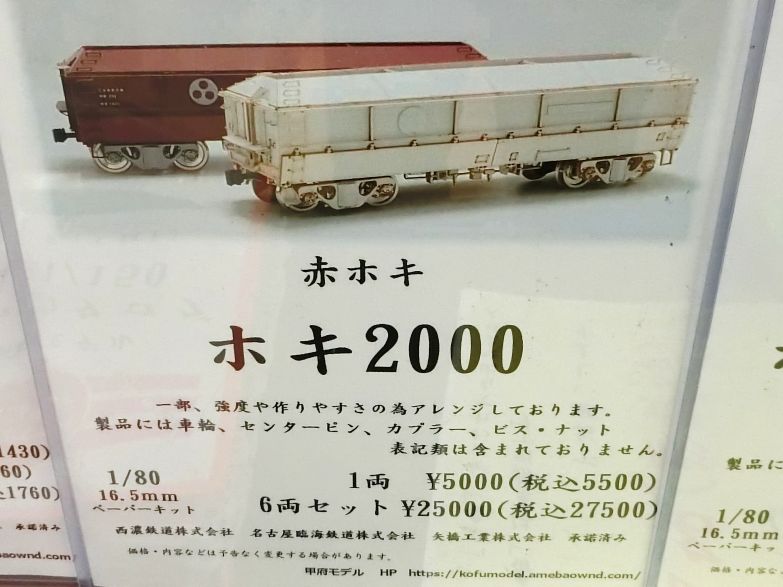 赤ホキ
ホキ2000
一部、強度や作りやすさの為アレンジしております。
製品には車輪、センターピン、カプラー、ビス・ナット
表記類は含まれておりません。
1/80
16.5mm
ペーパーキット
1両 ¥5000(税込5500)
6両セット ¥25000(税込27500)
西濃鉄道株式会社 名古屋臨海鉄道株式会社 矢橋工業株式会社 承諾済み
価格・内容などは予告なく変更する場合があります。
甲府モデル HP https://kofumodel.amebaownd.com/
1430)
60)
1760)
承諾済み
baownd.com/
製品に
1/80
16.5mm
ペーパーキッ